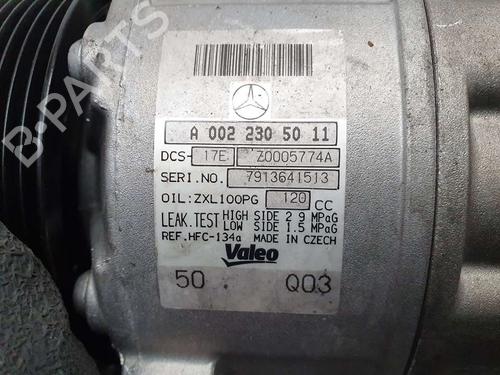 B-PARTS
A 002 230 50 11
DCS- 17E Z0005774A
SERI.NO. 7913641513
OIL:ZXL100PG 120 CC
LEAK.TEST HIGH SIDE 2.9 MPaG
LOW SIDE 1.5 MPaG
REF.HFC-134a MADE IN CZECH
Valeo
50 Q03